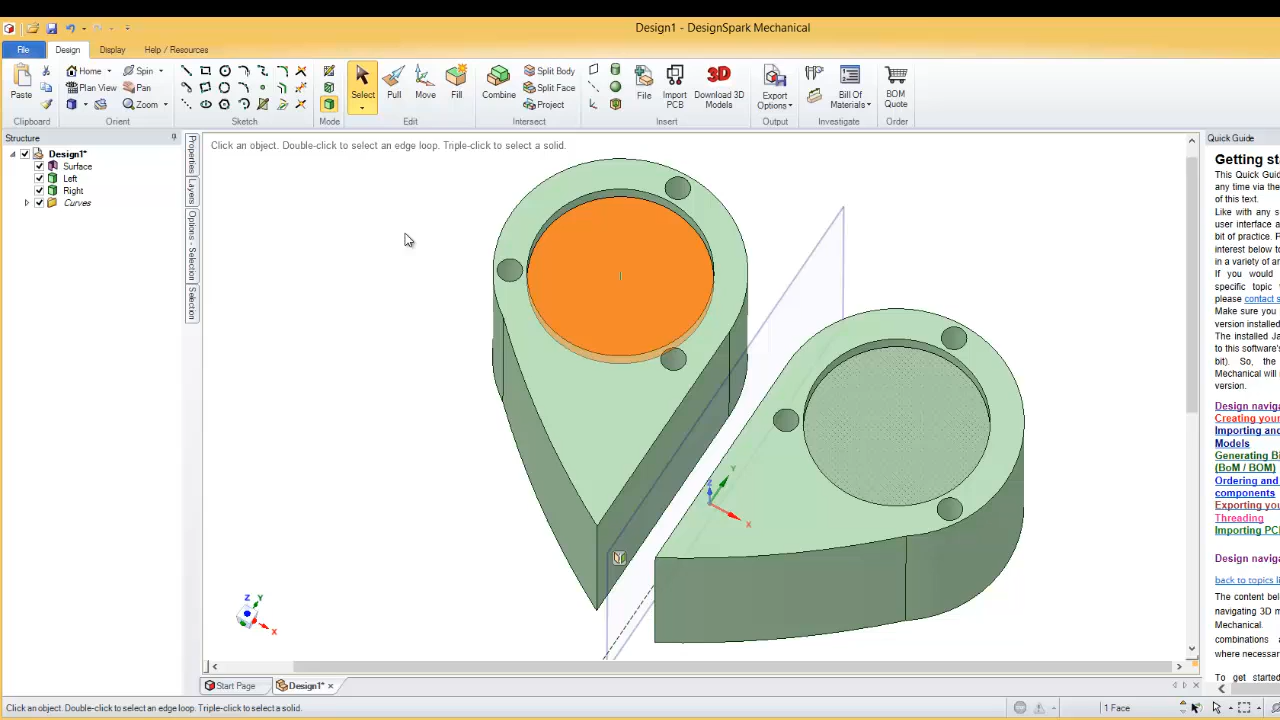 Design1 - DesignSpark Mechanical
File Design Display Help / Resources
Home Spin
Plan View Pan
Zoom
Paste Select Pull Move Fill Combine Split Body
Split Face
Project
File Import PCB Download 3D Models Export Options Bill Of Materials BOM Quote
Clipboard Orient Sketch Mode Edit Intersect Insert Output Investigate Order
Structure
Design1*
Surface
Left
Right
Curves
Properties
Layers
Options - Selection
Selection
Click an object. Double-click to select an edge loop. Triple-click to select a solid.
Z
Y
X
Z
Y
X
Quick Guide
Getting st
This Quick Guid
any time via the
of this text.
Like with any s
user interface a
bit of practice. F
interest below to
in a variety of ar
If you would
specific topic
please contact s
Make sure you
version installed
The installed Ja
to this software's
bit). So, the
Mechanical will
version.
Design naviga
Creating your
Importing and
Models
Generating Bi
(BoM / BOM)
Ordering and
components
Exporting you
Threading
Importing PC
Design naviga
back to topics li
The content bel
navigating 3D m
Mechanical.
combinations a
where necessar
To get started
Start Page Design1*
Click an object. Double-click to select an edge loop. Triple-click to select a solid.
1 Face